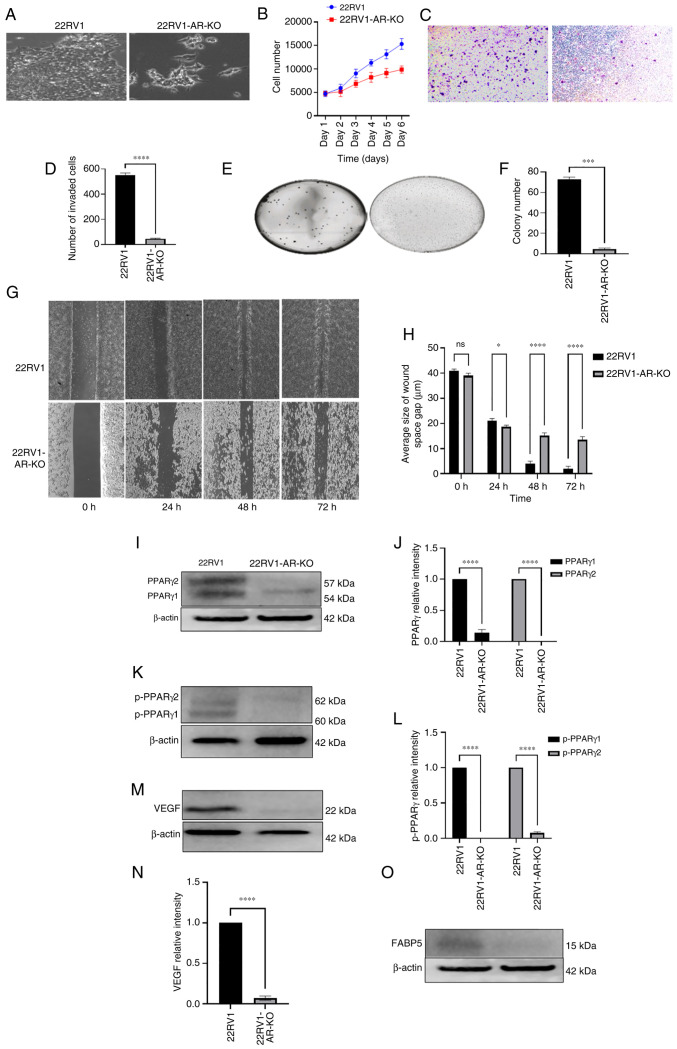 A
22RV1
22RV1-AR-KO
B
22RV1
22RV1-AR-KO
Cell number
20000
15000
10000
5000
0
Day 1
Day 2
Day 3
Day 4
Day 5
Day 6
Time (days)
C
D
Number of invaded cells
600
400
200
0
****
22RV1
22RV1-
AR-KO
E
F
Colony number
80
60
40
20
0
***
22RV1
22RV1-AR-KO
G
22RV1
22RV1-
AR-KO
0 h
24 h
48 h
72 h
H
Average size of wound
space gap (μm)
50
40
30
20
10
0
ns
*
****
****
22RV1
22RV1-AR-KO
0 h
24 h
48 h
72 h
Time
I
22RV1
22RV1-AR-KO
PPARγ2
57 kDa
PPARγ1
54 kDa
β-actin
42 kDa
J
PPARγ relative intensity
1.5
1.0
0.5
0.0
****
****
PPARγ1
PPARγ2
22RV1
22RV1-AR-KO
22RV1
22RV1-AR-KO
K
p-PPARγ2
62 kDa
p-PPARγ1
60 kDa
β-actin
42 kDa
L
p-PPARγ relative intensity
1.5
1.0
0.5
0.0
****
****
p-PPARγ1
p-PPARγ2
22RV1
22RV1-AR-KO
22RV1
22RV1-AR-KO
M
VEGF
22 kDa
β-actin
42 kDa
N
VEGF relative intensity
1.5
1.0
0.5
0.0
****
22RV1
22RV1-
AR-KO
O
FABP5
15 kDa
β-actin
42 kDa